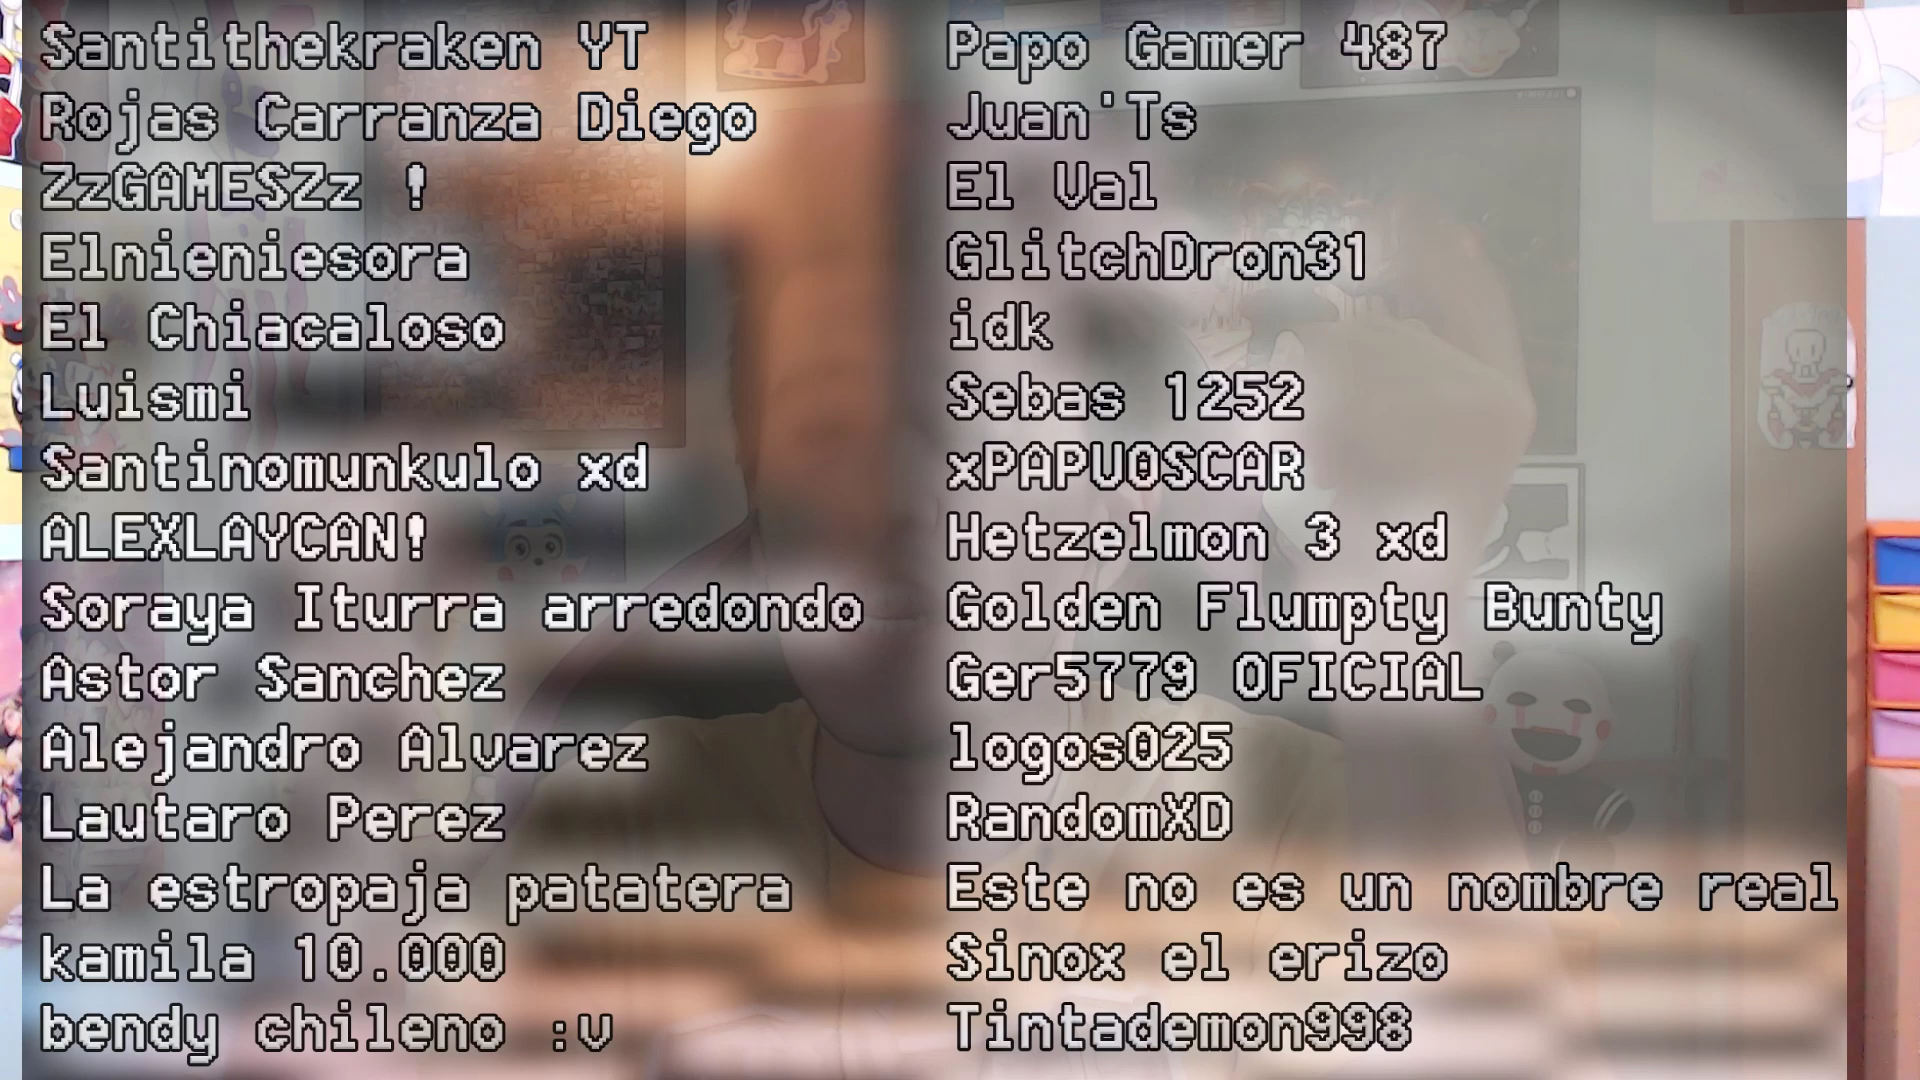 Santithekraken YT
Rojas Carranza Diego
ZzGAMESZz !
Elnieniesora
El Chiacaloso
Luismi
Santinomunkulo xd
ALEXLAYCAN!
Soraya Iturra arredondo
Astor Sanchez
Alejandro Alvarez
Lautaro Perez
La estropaja patatera
kamila 10.000
bendy chileno :v
Papo Gamer 487
Juan'Ts
El Val
GlitchDron31
idk
Sebas 1252
xPAPUOSCAR
Hetzelmon 3 xd
Golden Flumpty Bunty
Ger5779 OFICIAL
logos025
RandomXD
Este no es un nombre real
Sinox el erizo
Tintademon998